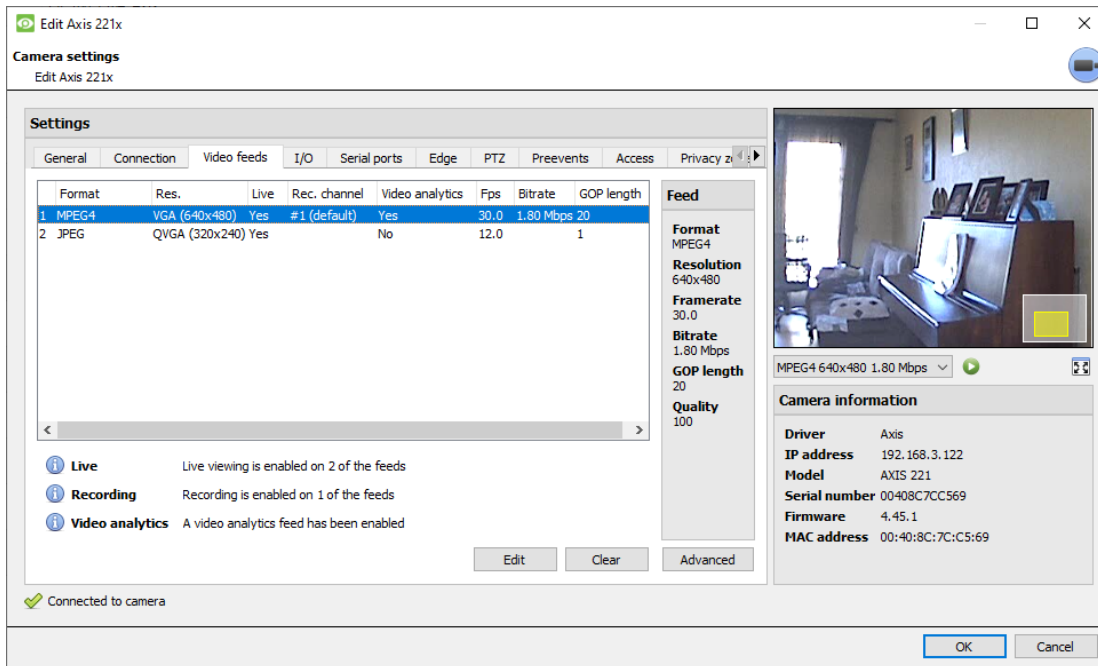 Edit Axis 221x
Camera settings
Edit Axis 221x
Settings
General Connection Video feeds I/O Serial ports Edge PTZ Preevents Access Privacy
Format Res. Live Rec. channel Video analytics Fps Bitrate GOP length
1 MPEG4 VGA (640x480) Yes #1 (default) Yes 30.0 1.80 Mbps 20
2 JPEG QVGA (320x240) Yes No 12.0 1
Live Live viewing is enabled on 2 of the feeds
Recording Recording is enabled on 1 of the feeds
Video analytics A video analytics feed has been enabled
Edit Clear
Feed
Format
MPEG4
Resolution
640x480
Framerate
30.0
Bitrate
1.80 Mbps
GOP length
20
Quality
100
Advanced
MPEG4 640x480 1.80 Mbps
Camera information
Driver Axis
IP address 192.168.3.122
Model AXIS 221
Serial number 00408C7CC569
Firmware 4.45.1
MAC address 00:40:8C:7C:C5:69
Connected to camera
OK Cancel